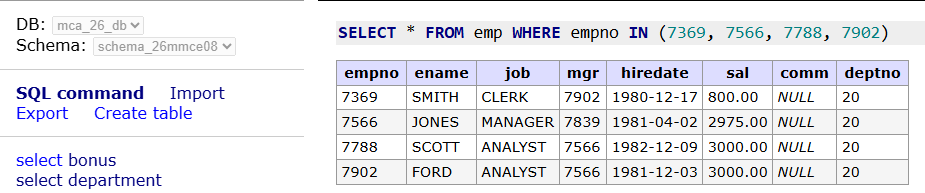 DB: mca_26_db
Schema: schema_26mmce08
SQL command Import
Export Create table
select bonus
select department
SELECT * FROM emp WHERE empno IN (7369, 7566, 7788, 7902)
empno ename job mgr hiredate sal comm deptno
7369 SMITH CLERK 7902 1980-12-17 800.00 NULL 20
7566 JONES MANAGER 7839 1981-04-02 2975.00 NULL 20
7788 SCOTT ANALYST 7566 1982-12-09 3000.00 NULL 20
7902 FORD ANALYST 7566 1981-12-03 3000.00 NULL 20